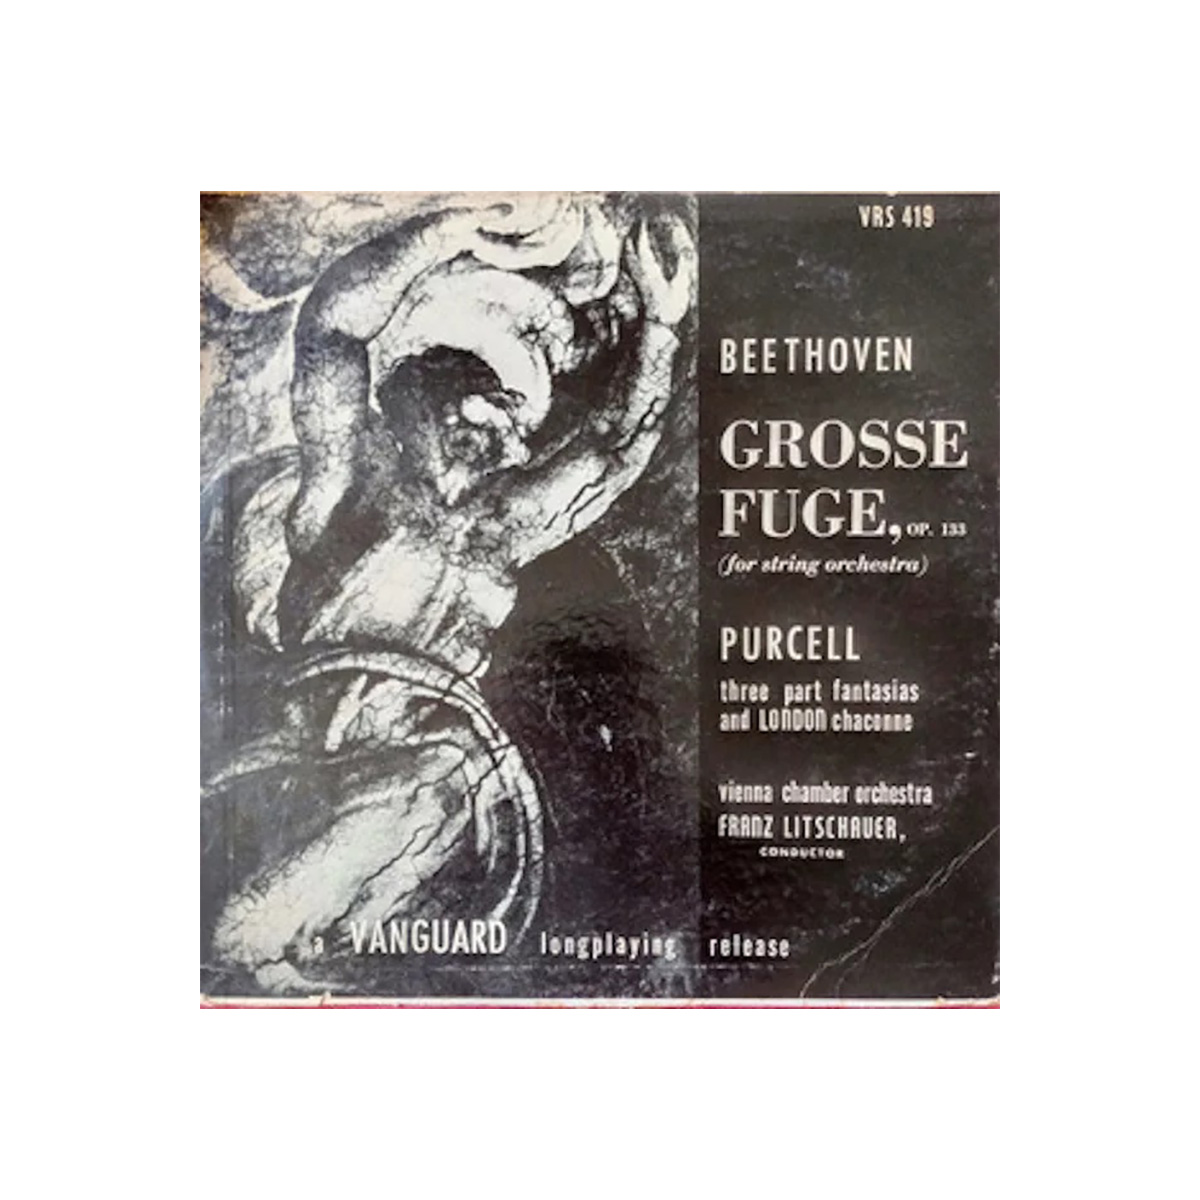 VRS 419
BEETHOVEN
GROSSE
FUGE, OP. 133
(for string orchestra)
PURCELL
three part fantasias
and LONDON chaconne
vienna chamber orchestra
FRANZ LITSCHAUER,
CONDUCTOR
a VANGUARD longplaying release